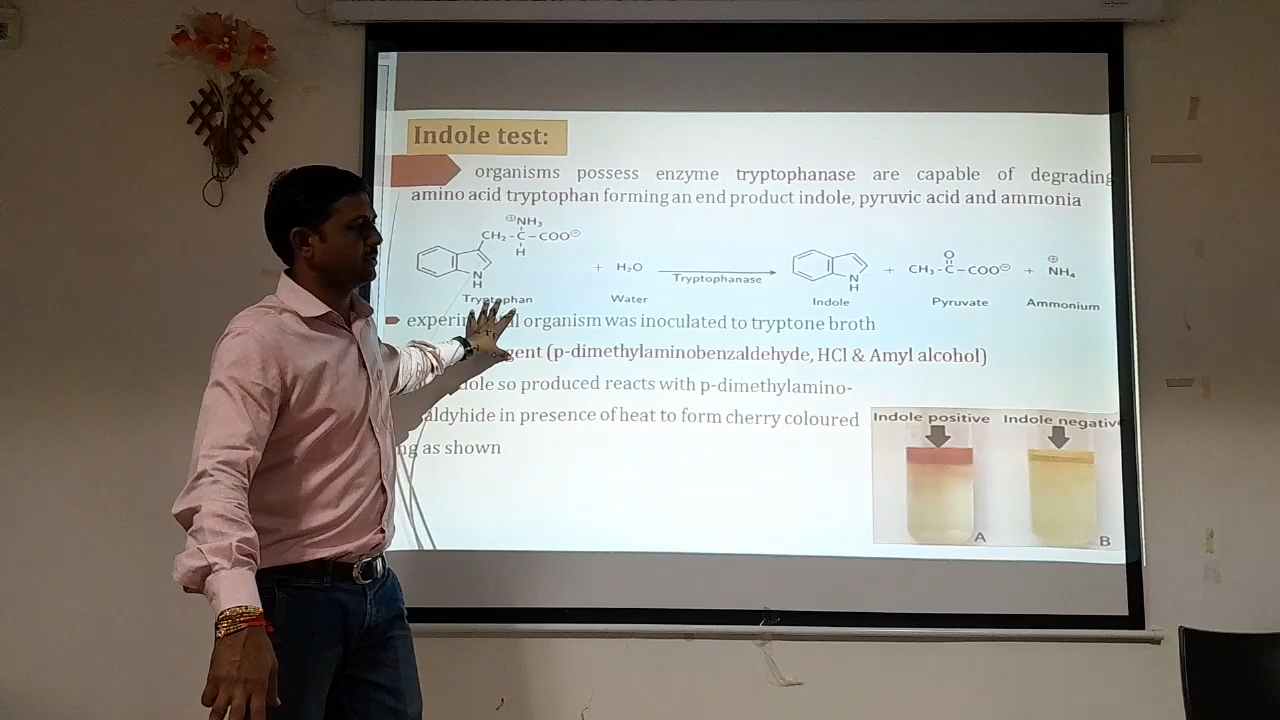 Indole test:
organisms possess enzyme tryptophanase are capable of degrading
amino acid tryptophan forming an end product indole, pyruvic acid and ammonia
⊕NH₃
CH₂-C-COO⊖
H
N
H
+ H₂O
Tryptophanase
N
H
+ CH₃-C-COO⊖ + NH₄
O
⊕
Tryptophan Water Indole Pyruvate Ammonium
organism was inoculated to tryptone broth
(p-dimethylaminobenzaldehyde, HCl & Amyl alcohol)
so produced reacts with p-dimethylamino-
in presence of heat to form cherry coloured
as shown
Indole positive Indole negative
A B